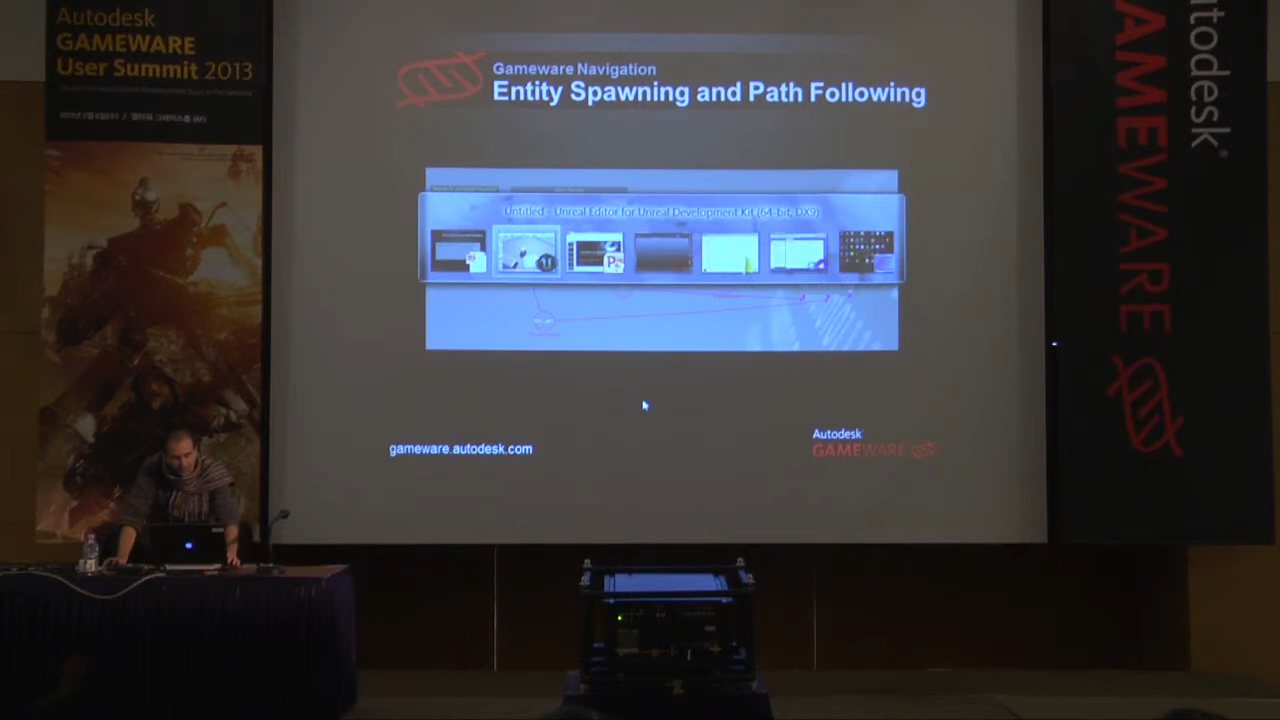 Autodesk
GAMEWARE
User Summit 2013
Gameware Navigation
Entity Spawning and Path Following
Untitled - Unreal Editor for Unreal Development Kit (64-bit, DX9)
gameware.autodesk.com
Autodesk
GAMEWARE
Autodesk®
GAMEWARE